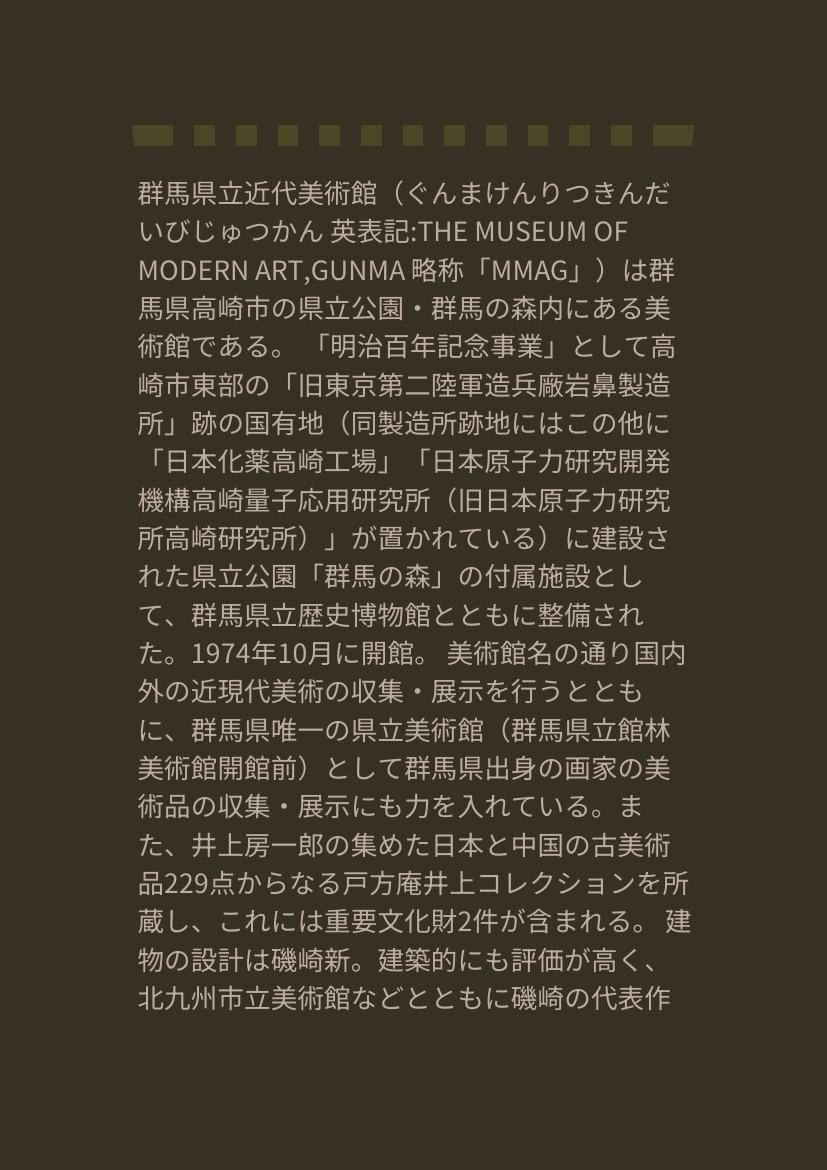 群馬県立近代美術館（ぐんまけんりつきんだ
いびじゅつかん 英表記:THE MUSEUM OF
MODERN ART,GUNMA 略称「MMAG」）は群
馬県高崎市の県立公園・群馬の森内にある美
術館である。 「明治百年記念事業」として高
崎市東部の「旧東京第二陸軍造兵廠岩鼻製造
所」跡の国有地（同製造所跡地にはこの他に
「日本化薬高崎工場」「日本原子力研究開発
機構高崎量子応用研究所（旧日本原子力研究
所高崎研究所）」が置かれている）に建設さ
れた県立公園「群馬の森」の付属施設とし
て、群馬県立歴史博物館とともに整備され
た。1974年10月に開館。 美術館名の通り国内
外の近現代美術の収集・展示を行うととも
に、群馬県唯一の県立美術館（群馬県立館林
美術館開館前）として群馬県出身の画家の美
術品の収集・展示にも力を入れている。ま
た、井上房一郎の集めた日本と中国の古美術
品229点からなる戸方庵井上コレクションを所
蔵し、これには重要文化財2件が含まれる。 建
物の設計は磯崎新。建築的にも評価が高く、
北九州市立美術館などとともに磯崎の代表作